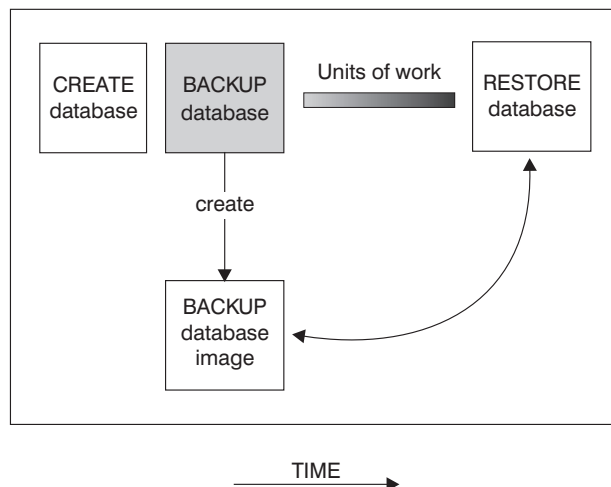 CREATE
database
BACKUP
database
Units of work
RESTORE
database
create
BACKUP
database
image
TIME